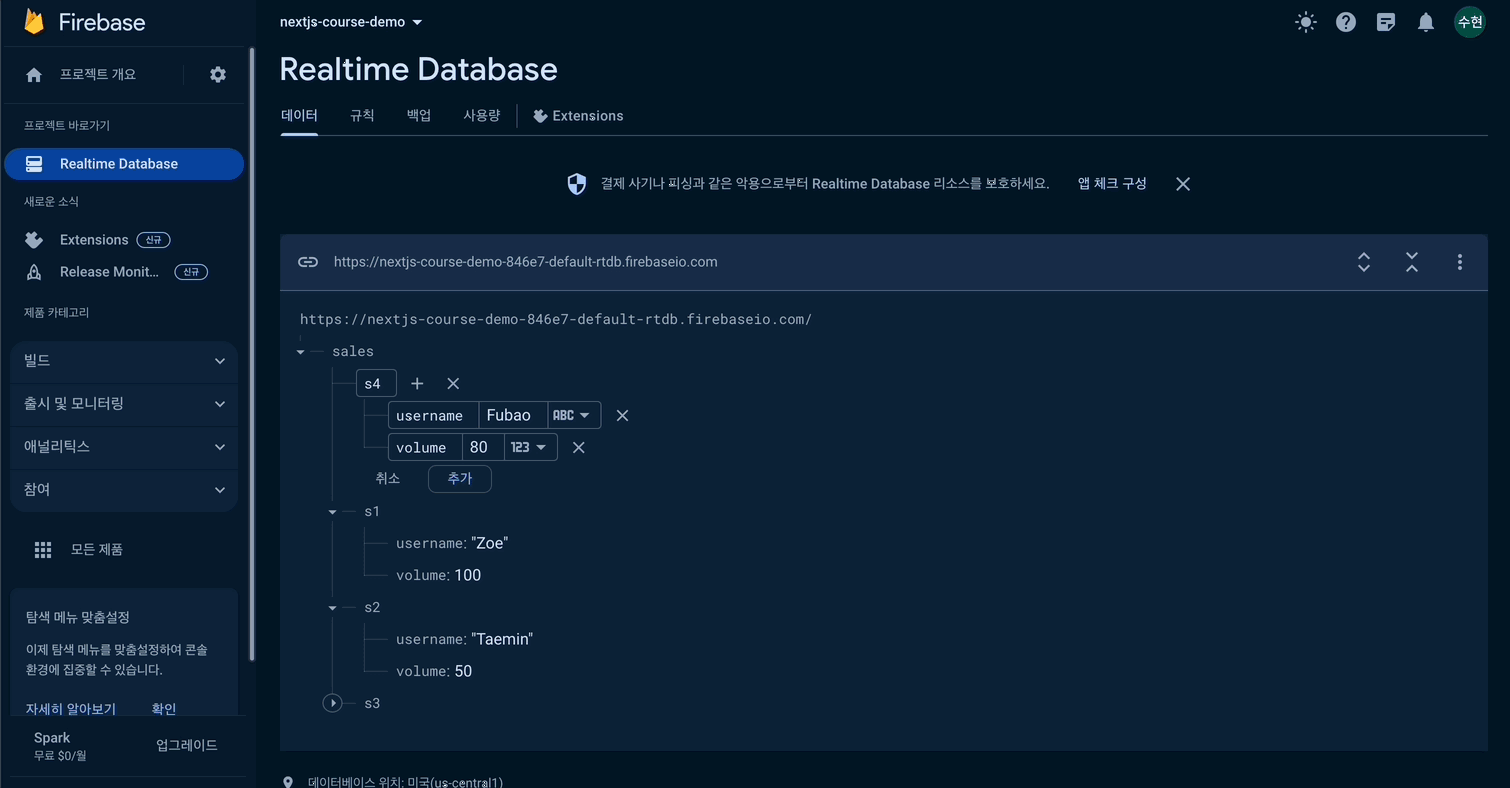 Firebase
nextjs-course-demo
수현
프로젝트 개요
프로젝트 바로가기
Realtime Database
새로운 소식
Extensions 신규
Release Monit... 신규
제품 카테고리
빌드
출시 및 모니터링
애널리틱스
참여
모든 제품
탐색 메뉴 맞춤설정
이제 탐색 메뉴를 맞춤설정하여 콘솔
환경에 집중할 수 있습니다.
자세히 알아보기 확인
Spark
무료 $0/월
업그레이드
Realtime Database
데이터 규칙 백업 사용량 Extensions
결제 사기나 피싱과 같은 악용으로부터 Realtime Database 리소스를 보호하세요. 앱 체크 구성
https://nextjs-course-demo-846e7-default-rtdb.firebaseio.com
https://nextjs-course-demo-846e7-default-rtdb.firebaseio.com/
sales
s4
username Fubao ABC
volume 80 123
취소 추가
s1
username: "Zoe"
volume: 100
s2
username: "Taemin"
volume: 50
s3
데이터베이스 위치: 미국(us-central1)